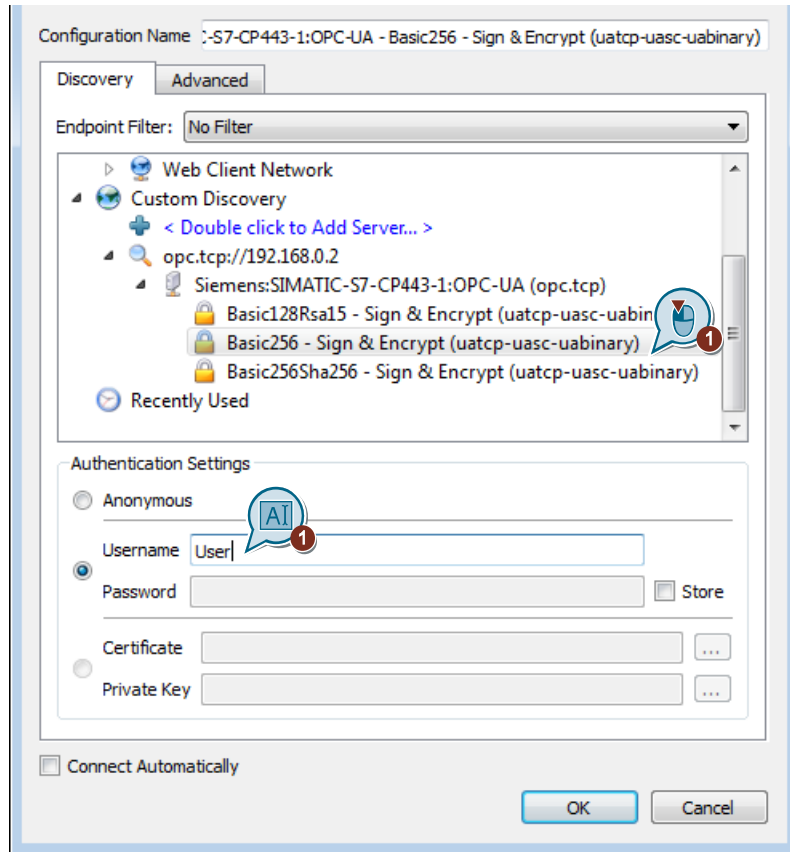 Configuration Name :-S7-CP443-1:OPC-UA - Basic256 - Sign & Encrypt (uatcp-uasc-uabinary)
Discovery Advanced
Endpoint Filter: No Filter
Web Client Network
Custom Discovery
< Double click to Add Server... >
opc.tcp://192.168.0.2
Siemens:SIMATIC-S7-CP443-1:OPC-UA (opc.tcp)
Basic128Rsa15 - Sign & Encrypt (uatcp-uasc-uabin
Basic256 - Sign & Encrypt (uatcp-uasc-uabinary)
1
Basic256Sha256 - Sign & Encrypt (uatcp-uasc-uabinary)
Recently Used
Authentication Settings
Anonymous
AI
1
Username User
Password Store
Certificate ...
Private Key ...
Connect Automatically
OK Cancel